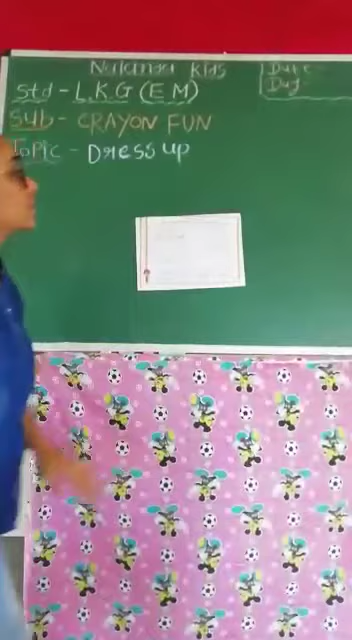 Nalanda Kids
Date
Day
Std - L.K.G (E M)
Sub - CRAYON FUN
Topic - Dress up